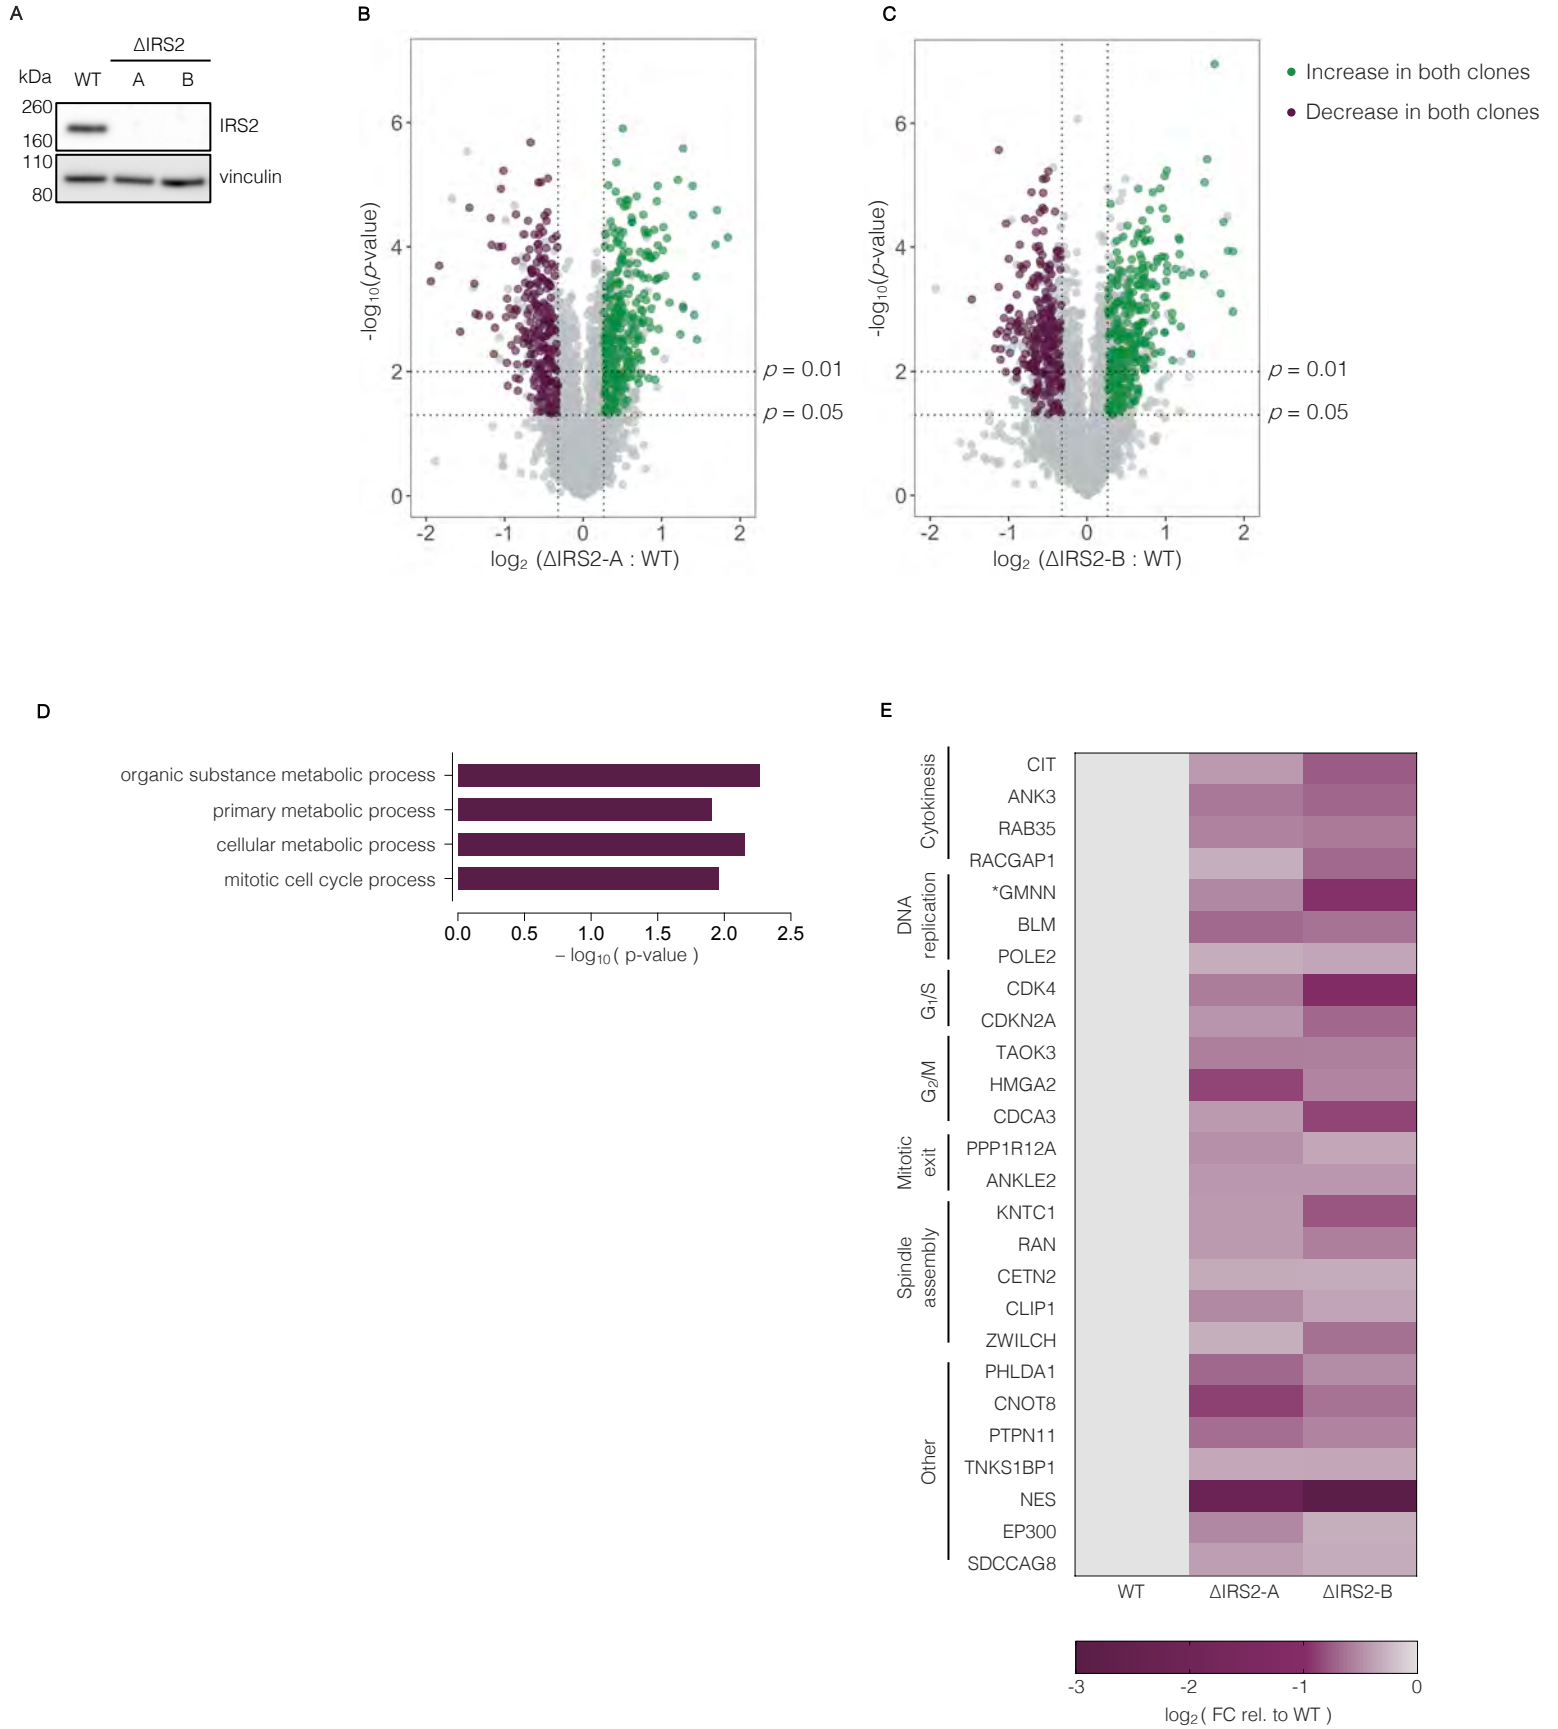 A
ΔIRS2
kDa WT A B
260
160
IRS2
110
80
vinculin
B
-log10(p-value)
6
4
2
0
p = 0.01
p = 0.05
-2 -1 0 1 2
log2 (ΔIRS2-A : WT)
C
-log10(p-value)
6
4
2
0
p = 0.01
p = 0.05
-2 -1 0 1 2
log2 (ΔIRS2-B : WT)
Increase in both clones
Decrease in both clones
D
organic substance metabolic process
primary metabolic process
cellular metabolic process
mitotic cell cycle process
0.0 0.5 1.0 1.5 2.0 2.5
– log10 ( p-value )
E
Cytokinesis
CIT
ANK3
RAB35
RACGAP1
DNA
replication
*GMNN
BLM
POLE2
G1/S
CDK4
CDKN2A
G2/M
TAOK3
HMGA2
CDCA3
Mitotic
exit
PPP1R12A
ANKLE2
Spindle
assembly
KNTC1
RAN
CETN2
CLIP1
ZWILCH
Other
PHLDA1
CNOT8
PTPN11
TNKS1BP1
NES
EP300
SDCCAG8
WT ΔIRS2-A ΔIRS2-B
-3 -2 -1 0
log2 ( FC rel. to WT )